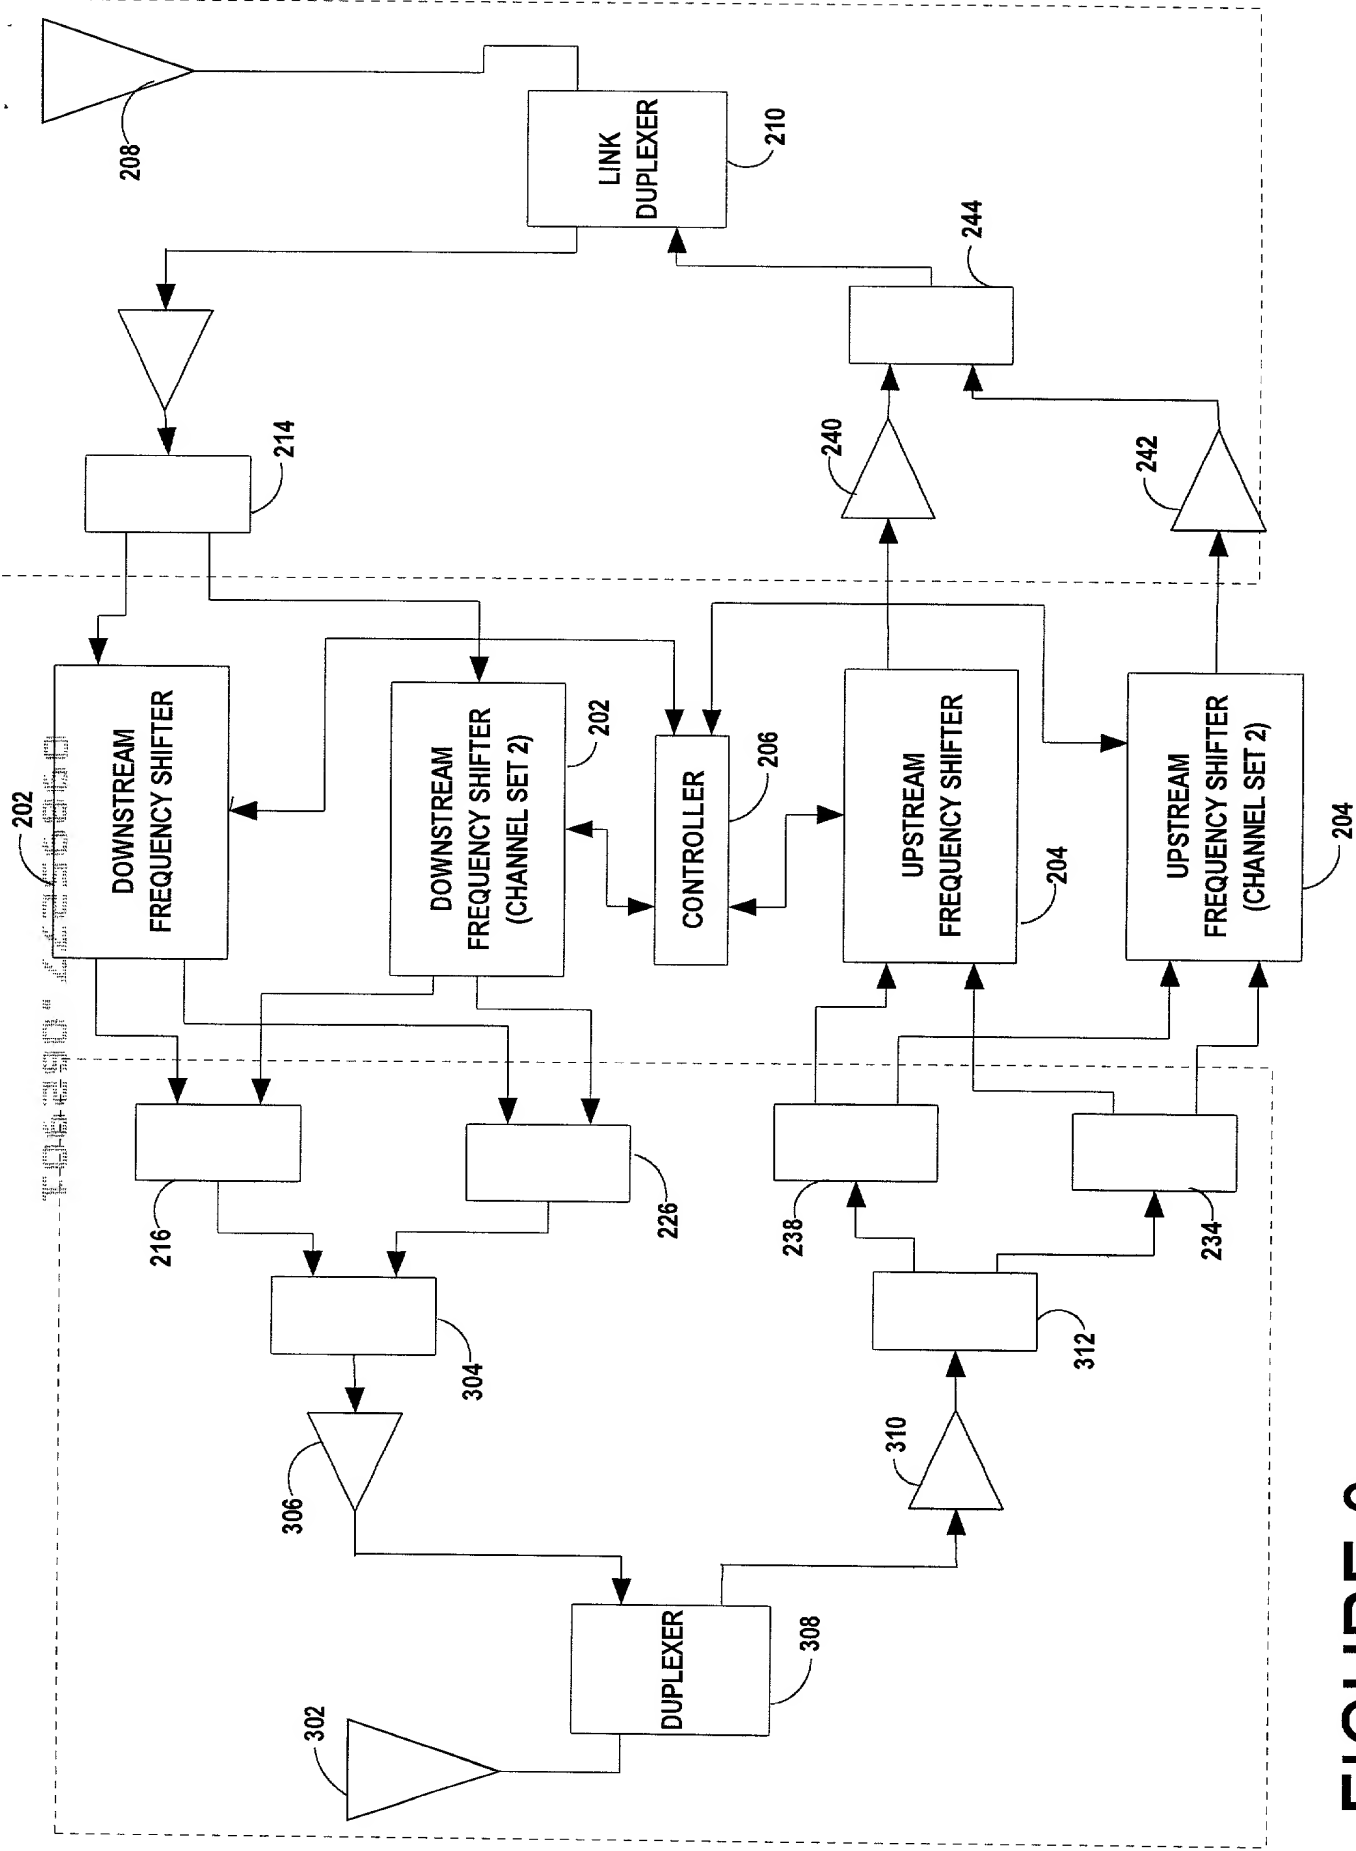 202
DOWNSTREAM
FREQUENCY SHIFTER
208
216
214
306
302
DOWNSTREAM
FREQUENCY SHIFTER
(CHANNEL SET 2)
304
202
LINK
DUPLEXER
226
DUPLEXER
CONTROLLER
206
210
238
308
240
310
UPSTREAM
FREQUENCY SHIFTER
244
204
312
242
UPSTREAM
FREQUENCY SHIFTER
(CHANNEL SET 2)
234
204
FIGURE